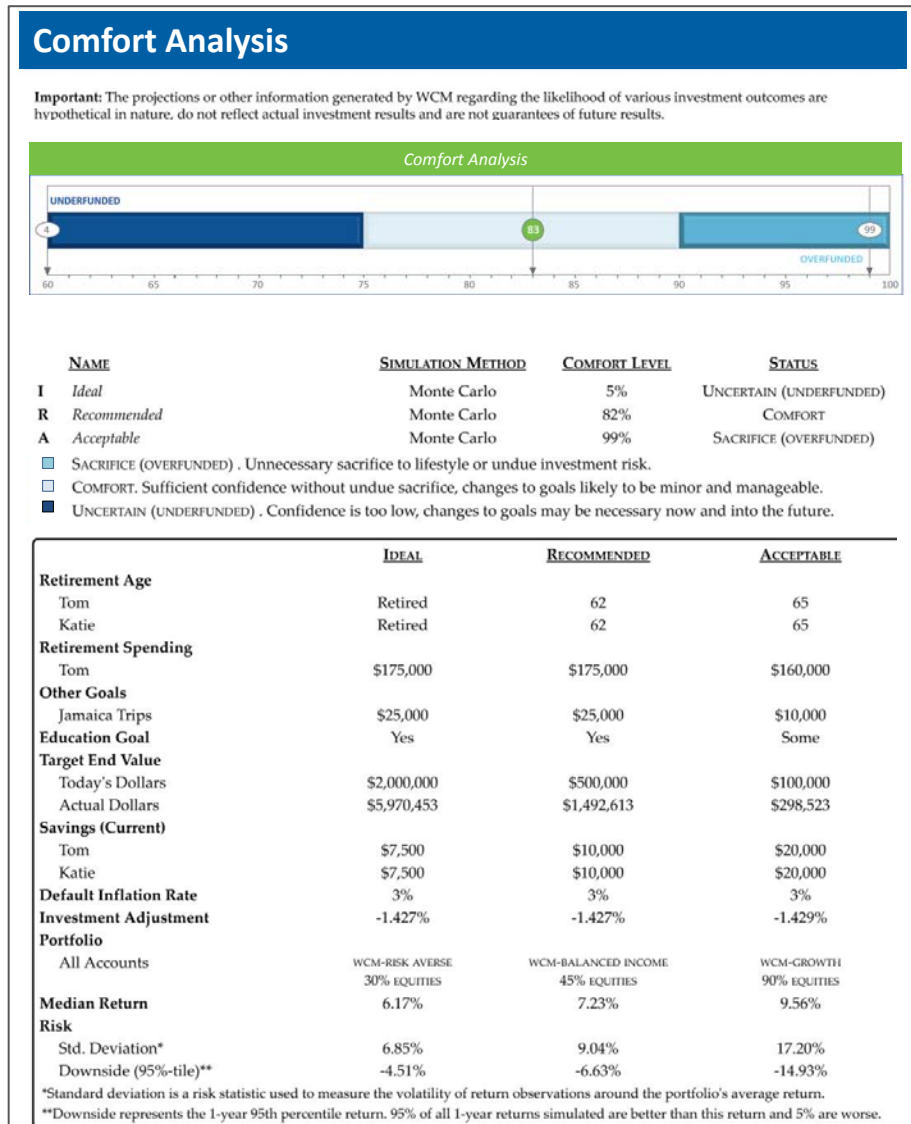 Comfort Analysis
Important: The projections or other information generated by WCM regarding the likelihood of various investment outcomes are
hypothetical in nature, do not reflect actual investment results and are not guarantees of future results.
Comfort Analysis
UNDERFUNDED
4 83 99
OVERFUNDED
60 65 70 75 80 85 90 95 100
NAME SIMULATION METHOD COMFORT LEVEL STATUS
I Ideal Monte Carlo 5% UNCERTAIN (UNDERFUNDED)
R Recommended Monte Carlo 82% COMFORT
A Acceptable Monte Carlo 99% SACRIFICE (OVERFUNDED)
SACRIFICE (OVERFUNDED) . Unnecessary sacrifice to lifestyle or undue investment risk.
COMFORT. Sufficient confidence without undue sacrifice, changes to goals likely to be minor and manageable.
UNCERTAIN (UNDERFUNDED) . Confidence is too low, changes to goals may be necessary now and into the future.
IDEAL RECOMMENDED ACCEPTABLE
Retirement Age
Tom Retired 62 65
Katie Retired 62 65
Retirement Spending
Tom $175,000 $175,000 $160,000
Other Goals
Jamaica Trips $25,000 $25,000 $10,000
Education Goal Yes Yes Some
Target End Value
Today's Dollars $2,000,000 $500,000 $100,000
Actual Dollars $5,970,453 $1,492,613 $298,523
Savings (Current)
Tom $7,500 $10,000 $20,000
Katie $7,500 $10,000 $20,000
Default Inflation Rate 3% 3% 3%
Investment Adjustment -1.427% -1.427% -1.429%
Portfolio
All Accounts WCM-RISK AVERSE WCM-BALANCED INCOME WCM-GROWTH
30% EQUITIES 45% EQUITIES 90% EQUITIES
Median Return 6.17% 7.23% 9.56%
Risk
Std. Deviation* 6.85% 9.04% 17.20%
Downside (95%-tile)** -4.51% -6.63% -14.93%
*Standard deviation is a risk statistic used to measure the volatility of return observations around the portfolio's average return.
**Downside represents the 1-year 95th percentile return. 95% of all 1-year returns simulated are better than this return and 5% are worse.